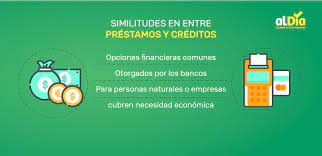 alDía
SIMILITUDES EN ENTRE
PRÉSTAMOS Y CRÉDITOS
Opciones financieras comunes
Otorgados por los bancos
Para personas naturales o empresas
cubren necesidad económica